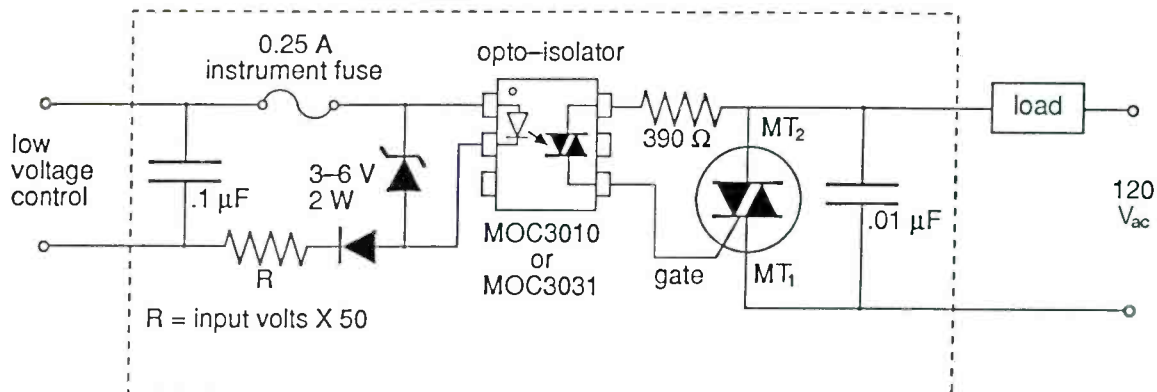 0.25 A
instrument fuse
opto–isolator
load
low
voltage
control
.1 µF
3–6 V
2 W
390 Ω
MT₂
120
Vac
.01 µF
MOC3010
or
MOC3031
gate
MT₁
R
R = input volts X 50